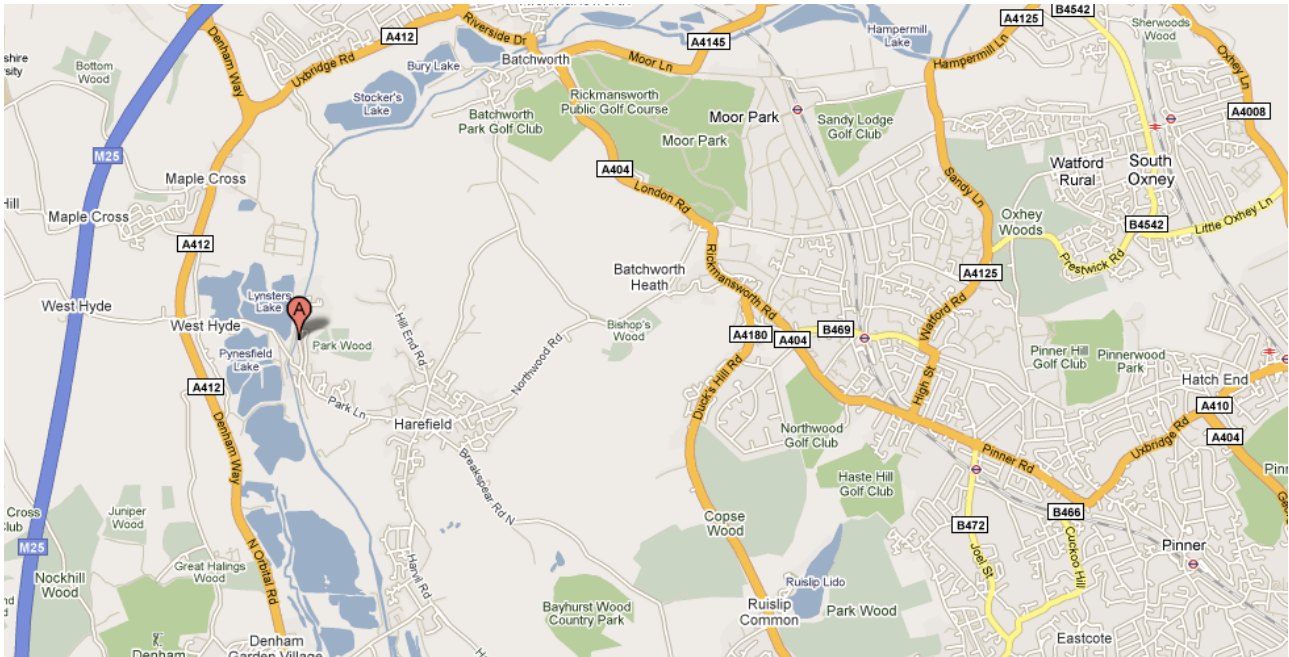 Riverside Dr
A412
Denham Way
Uxbridge Rd
Bury Lake
Batchworth
Moor Ln
A4145
Hampermill
Lake
A4125
B4542
Sherwoods
Wood
Oxhey Ln
Hampermill Ln
Bottom
Wood
shire
rsity
Stocker's
Lake
Batchworth
Park Golf Club
Rickmansworth
Public Golf Course
Moor Park
Moor Park
Sandy Lodge
Golf Club
A4008
M25
Maple Cross
A404
London Rd
Sandy Ln
Watford
Rural
South
Oxney
Hill
Maple Cross
A412
Oxhey
Woods
B4542
Little Oxhey Ln
Prestwick Rd
Batchworth
Heath
Rickmansworth Rd
A4125
West Hyde
Lynsters
Lake
A
West Hyde
Park Wood
Hill End Rd
Bishop's
Wood
Watford Rd
A4180
A404
B469
Pynesfield
Lake
Northwood Rd
Duck's Hill Rd
High St
Pinner Hill
Golf Club
Pinnerwood
Park
Hatch End
A412
Park Ln
Harefield
Denham Way
Northwood
Golf Club
Pinner Rd
Uxbridge Rd
A410
A404
Breakspear Rd N
Haste Hill
Golf Club
Pinn
Cross
Club
Juniper
Wood
Copse
Wood
B472
B466
M25
N Orbital Rd
Harvil Rd
Joel St
Cuckoo Hill
Pinner
Nockhill
Wood
Great Halings
Wood
Ruislip Lido
Bayhurst Wood
Country Park
Ruislip
Common
Park Wood
Eastcote
Denham
Garden Village
Denham